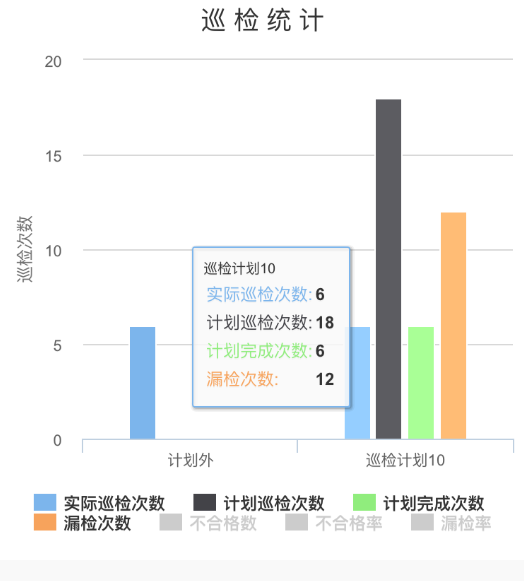 巡检统计
20
15
10
5
0
巡检次数
巡检计划10
实际巡检次数: 6
计划巡检次数: 18
计划完成次数: 6
漏检次数: 12
计划外 巡检计划10
实际巡检次数 计划巡检次数 计划完成次数
漏检次数 不合格数 不合格率 漏检率